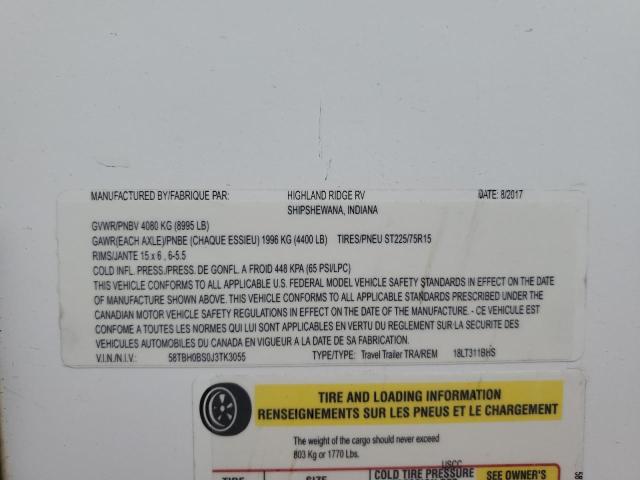 MANUFACTURED BY/FABRIQUE PAR: HIGHLAND RIDGE RV DATE: 8/2017
SHIPSHEWANA, INDIANA
GVWR/PNBV 4080 KG (8995 LB)
GAWR(EACH AXLE)/PNBE (CHAQUE ESSIEU) 1996 KG (4400 LB) TIRES/PNEU ST225/75R15
RIMS/JANTE 15 x 6 , 6-5.5
COLD INFL. PRESS./PRESS. DE GONFL. A FROID 448 KPA (65 PSI/LPC)
THIS VEHICLE CONFORMS TO ALL APPLICABLE U.S. FEDERAL MODEL VEHICLE SAFETY STANDARDS IN EFFECT ON THE DATE
OF MANUFACTURE SHOWN ABOVE. THIS VEHICLE CONFORMS TO ALL APPLICABLE STANDARDS PRESCRIBED UNDER THE
CANADIAN MOTOR VEHICLE SAFETY REGULATIONS IN EFFECT ON THE DATE OF THE MANUFACTURE. - CE VEHICULE EST
CONFOME A TOUTES LES NORMES QUI LUI SONT APPLICABLES EN VERTU DU REGLEMENT SUR LA SECURITE DES
VEHICULES AUTOMOBILES DU CANADA EN VIGUEUR A LA DATE DE SA FABRICATION.
V.I.N./N.I.V.: 58TBH0BS0J3TK3055 TYPE/TYPE: Travel Trailer TRA/REM 18LT311BHS
TIRE AND LOADING INFORMATION
RENSEIGNEMENTS SUR LES PNEUS ET LE CHARGEMENT
The weight of the cargo should never exceed
803 Kg or 1770 Lbs.
USCC
TIRE SIZE COLD TIRE PRESSURE SEE OWNER'S
58